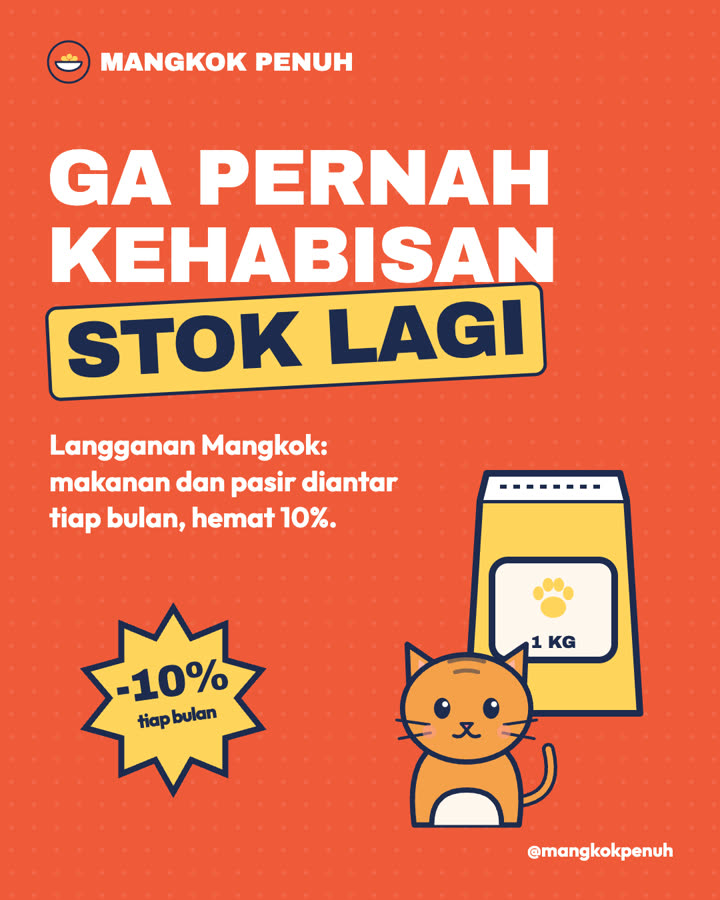 MANGKOK PENUH
GA PERNAH
KEHABISAN
STOK LAGI
Langganan Mangkok:
makanan dan pasir diantar
tiap bulan, hemat 10%.
1 KG
-10%
tiap bulan
@mangkokpenuh